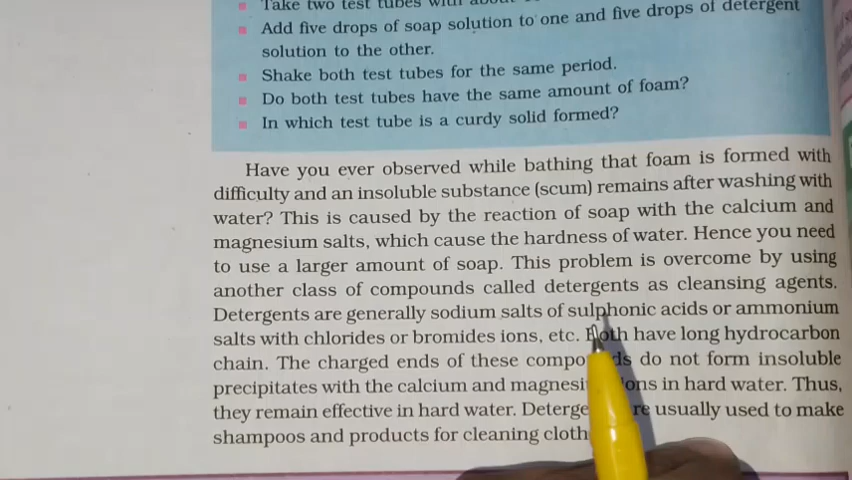 Take two test tubes with about
Add five drops of soap solution to one and five drops of detergent
solution to the other.
Shake both test tubes for the same period.
Do both test tubes have the same amount of foam?
In which test tube is a curdy solid formed?
Have you ever observed while bathing that foam is formed with
difficulty and an insoluble substance (scum) remains after washing with
water? This is caused by the reaction of soap with the calcium and
magnesium salts, which cause the hardness of water. Hence you need
to use a larger amount of soap. This problem is overcome by using
another class of compounds called detergents as cleansing agents.
Detergents are generally sodium salts of sulphonic acids or ammonium
salts with chlorides or bromides ions, etc. Both have long hydrocarbon
chain. The charged ends of these compounds do not form insoluble
precipitates with the calcium and magnesium ions in hard water. Thus,
they remain effective in hard water. Detergents are usually used to make
shampoos and products for cleaning cloth